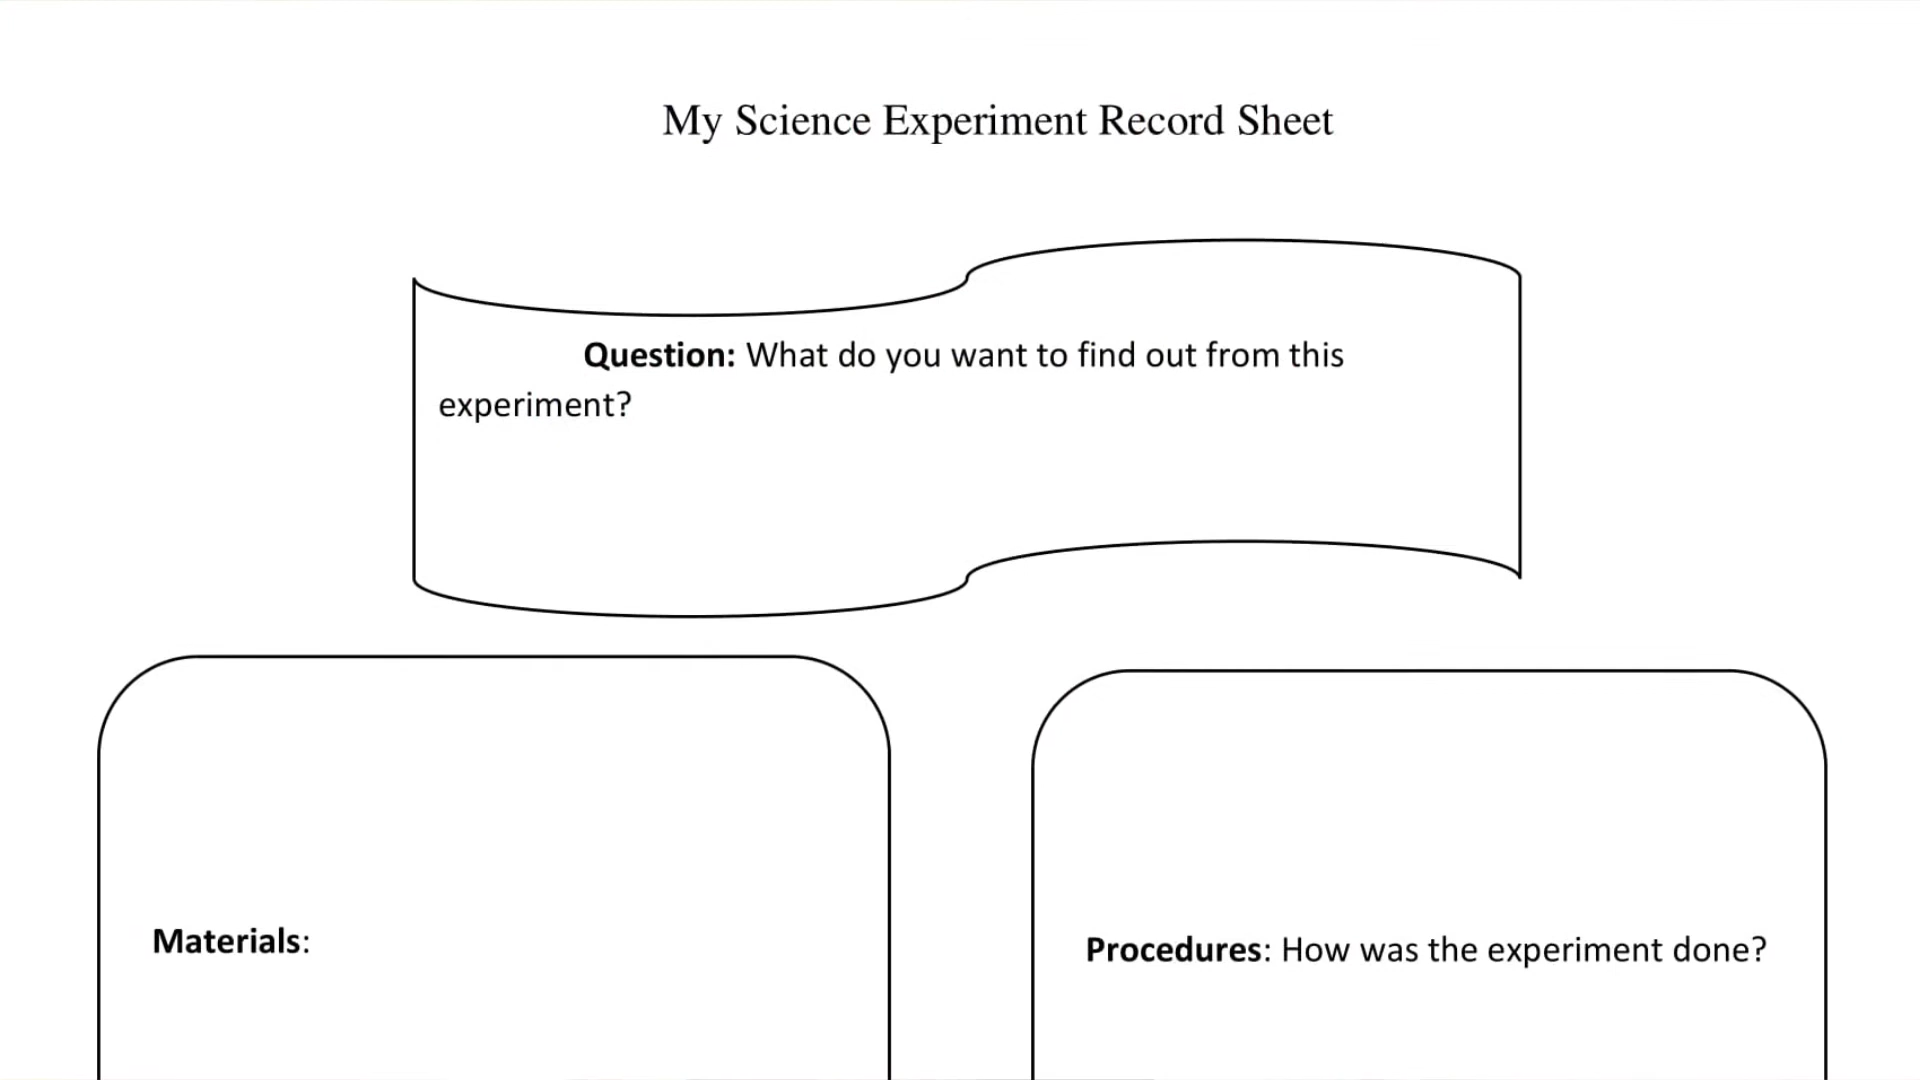 My Science Experiment Record Sheet
Question: What do you want to find out from this
experiment?
Materials:
Procedures: How was the experiment done?